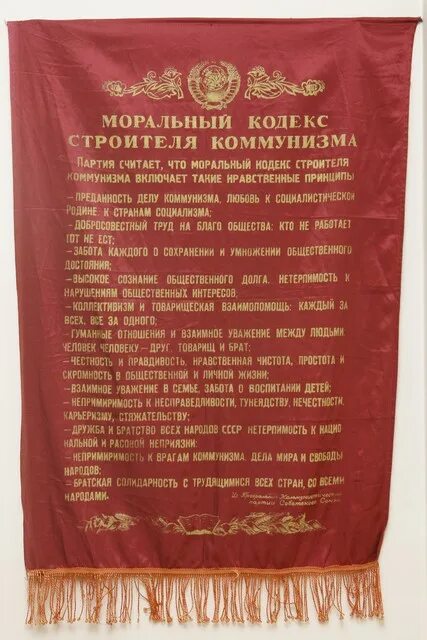 МОРАЛЬНЫЙ КОДЕКС
СТРОИТЕЛЯ КОММУНИЗМА
ПАРТИЯ СЧИТАЕТ, ЧТО МОРАЛЬНЫЙ КОДЕКС СТРОИТЕЛЯ
КОММУНИЗМА ВКЛЮЧАЕТ ТАКИЕ НРАВСТВЕННЫЕ ПРИНЦИПЫ
—ПРЕДАННОСТЬ ДЕЛУ КОММУНИЗМА, ЛЮБОВЬ К СОЦИАЛИСТИЧЕСКОЙ
РОДИНЕ, К СТРАНАМ СОЦИАЛИЗМА;
—ДОБРОСОВЕСТНЫЙ ТРУД НА БЛАГО ОБЩЕСТВА: КТО НЕ РАБОТАЕТ
ТОТ НЕ ЕСТ;
—ЗАБОТА КАЖДОГО О СОХРАНЕНИИ И УМНОЖЕНИИ ОБЩЕСТВЕННОГО
ДОСТОЯНИЯ;
—ВЫСОКОЕ СОЗНАНИЕ ОБЩЕСТВЕННОГО ДОЛГА, НЕТЕРПИМОСТЬ К
НАРУШЕНИЯМ ОБЩЕСТВЕННЫХ ИНТЕРЕСОВ;
—КОЛЛЕКТИВИЗМ И ТОВАРИЩЕСКАЯ ВЗАИМОПОМОЩЬ: КАЖДЫЙ ЗА
ВСЕХ, ВСЕ ЗА ОДНОГО;
—ГУМАННЫЕ ОТНОШЕНИЯ И ВЗАИМНОЕ УВАЖЕНИЕ МЕЖДУ ЛЮДЬМИ
ЧЕЛОВЕК ЧЕЛОВЕКУ—ДРУГ, ТОВАРИЩ И БРАТ;
—ЧЕСТНОСТЬ И ПРАВДИВОСТЬ, НРАВСТВЕННАЯ ЧИСТОТА, ПРОСТОТА И
СКРОМНОСТЬ В ОБЩЕСТВЕННОЙ И ЛИЧНОЙ ЖИЗНИ;
—ВЗАИМНОЕ УВАЖЕНИЕ В СЕМЬЕ, ЗАБОТА О ВОСПИТАНИИ ДЕТЕЙ;
—НЕПРИМИРИМОСТЬ К НЕСПРАВЕДЛИВОСТИ, ТУНЕЯДСТВУ, НЕЧЕСТНОСТИ,
КАРЬЕРИЗМУ, СТЯЖАТЕЛЬСТВУ;
—ДРУЖБА И БРАТСТВО ВСЕХ НАРОДОВ СССР НЕТЕРПИМОСТЬ К НАЦИО
НАЛЬНОЙ И РАСОВОЙ НЕПРИЯЗНИ;
—НЕПРИМИРИМОСТЬ К ВРАГАМ КОММУНИЗМА, ДЕЛА МИРА И СВОБОДЫ
НАРОДОВ;
—БРАТСКАЯ СОЛИДАРНОСТЬ С ТРУДЯЩИМИСЯ ВСЕХ СТРАН, СО ВСЕМИ
НАРОДАМИ.
Из Программы Коммунистической
партии Советского Союза